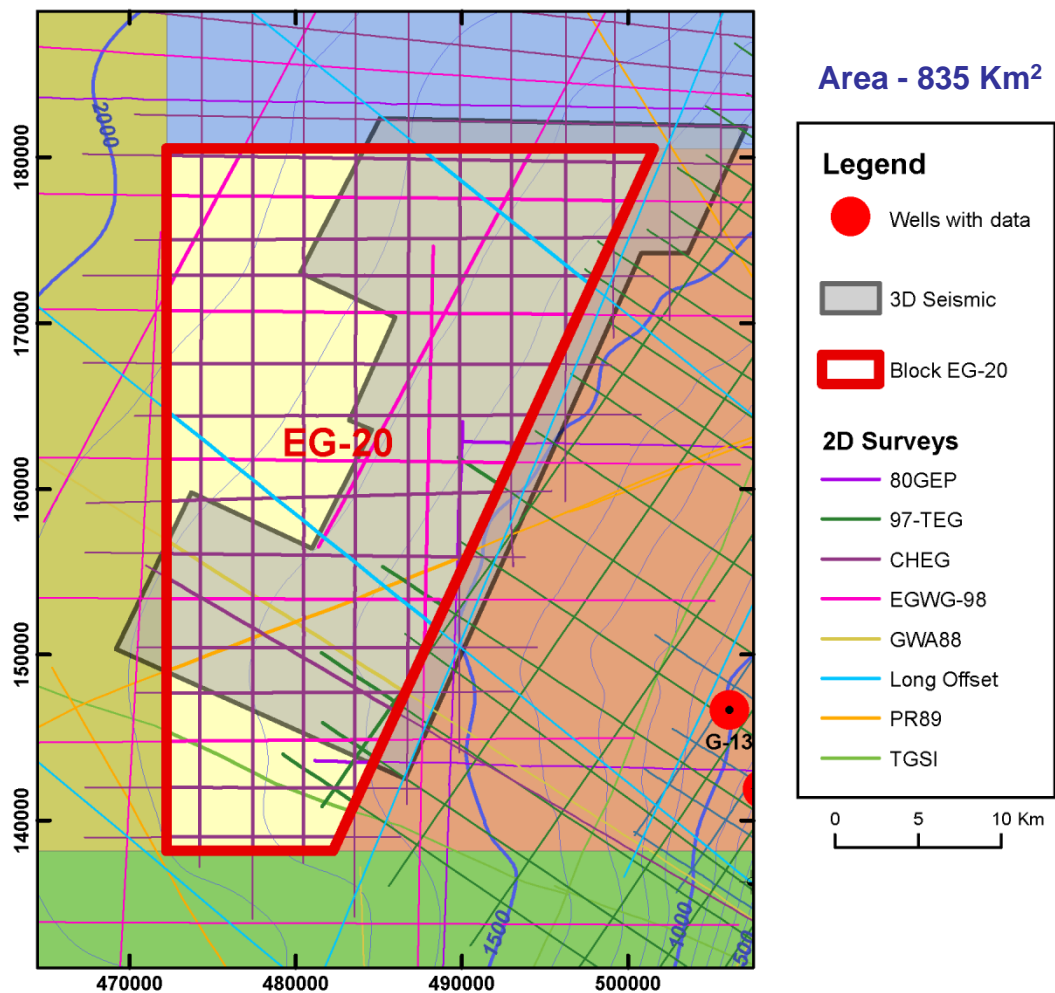 Area - 835 Km²
2000
180000
170000
160000
150000
140000
EG-20
G-13
1500
1000
500
470000
480000
490000
500000
Legend
Wells with data
3D Seismic
Block EG-20
2D Surveys
80GEP
97-TEG
CHEG
EGWG-98
GWA88
Long Offset
PR89
TGSI
0 5 10 Km